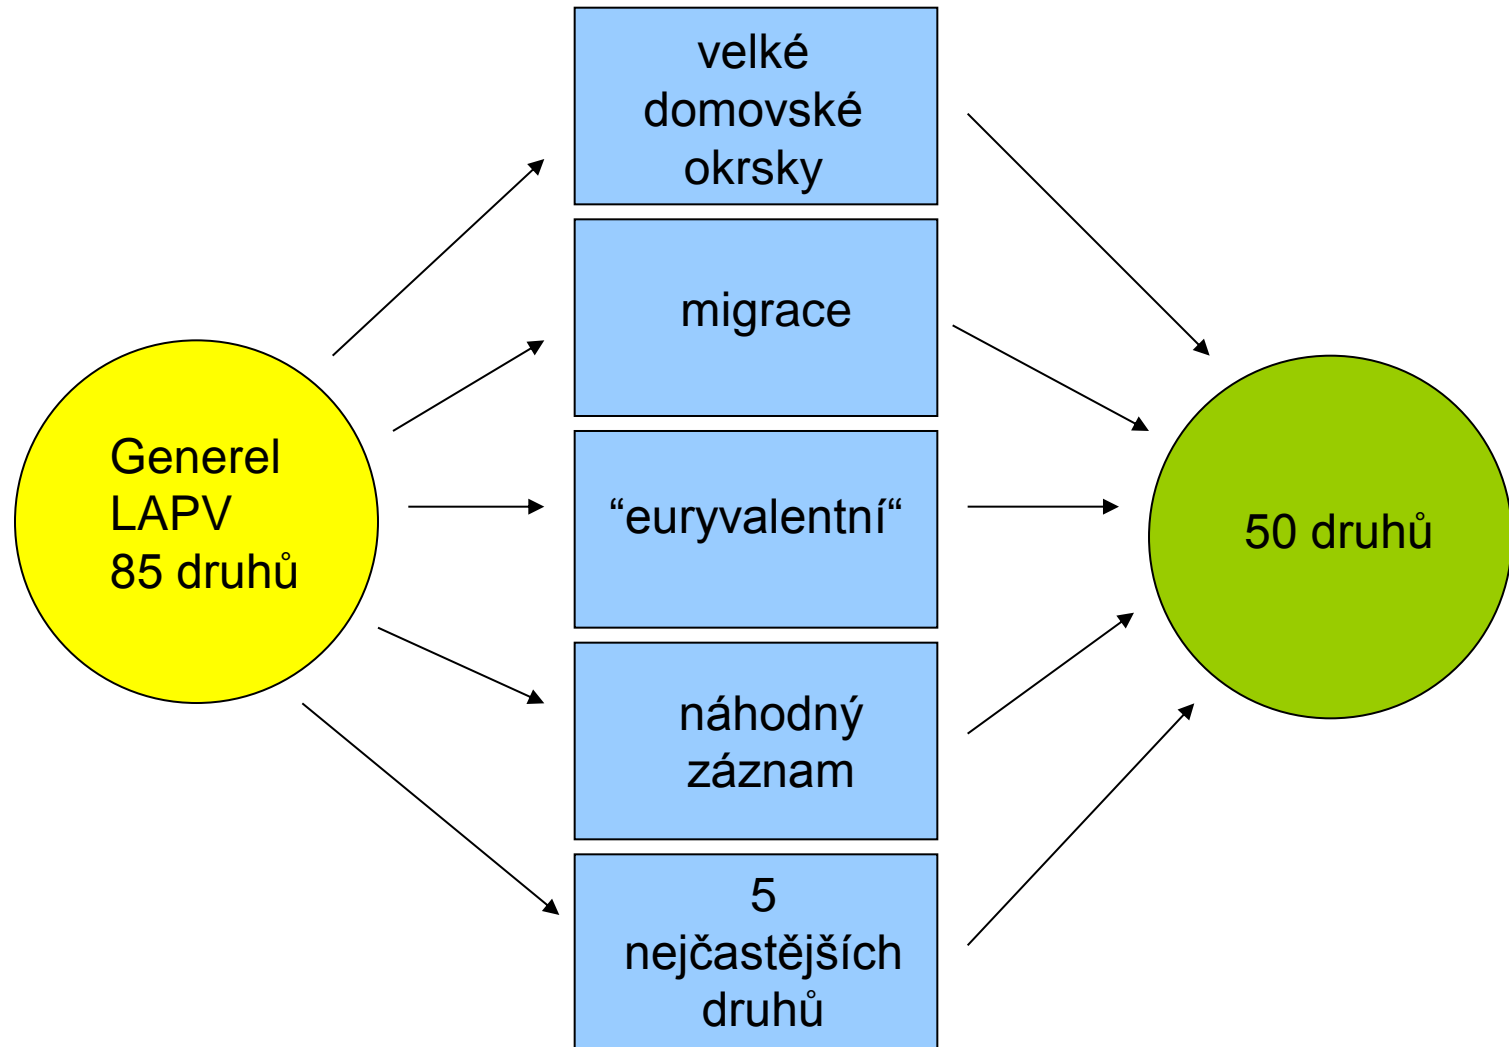 Generel
LAPV
85 druhů
velké
domovské
okrsky
migrace
“euryvalentní“
náhodný
záznam
5
nejčastějších
druhů
50 druhů